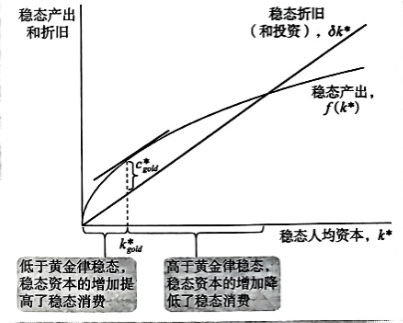 稳态产出
和折旧
稳态折旧
（和投资），δk*
稳态产出，
f(k*)
c*gold
k*gold
稳态人均资本，k*
低于黄金律稳态，
稳态资本的增加提
高了稳态消费
高于黄金律稳态，
稳态资本的增加降
低了稳态消费